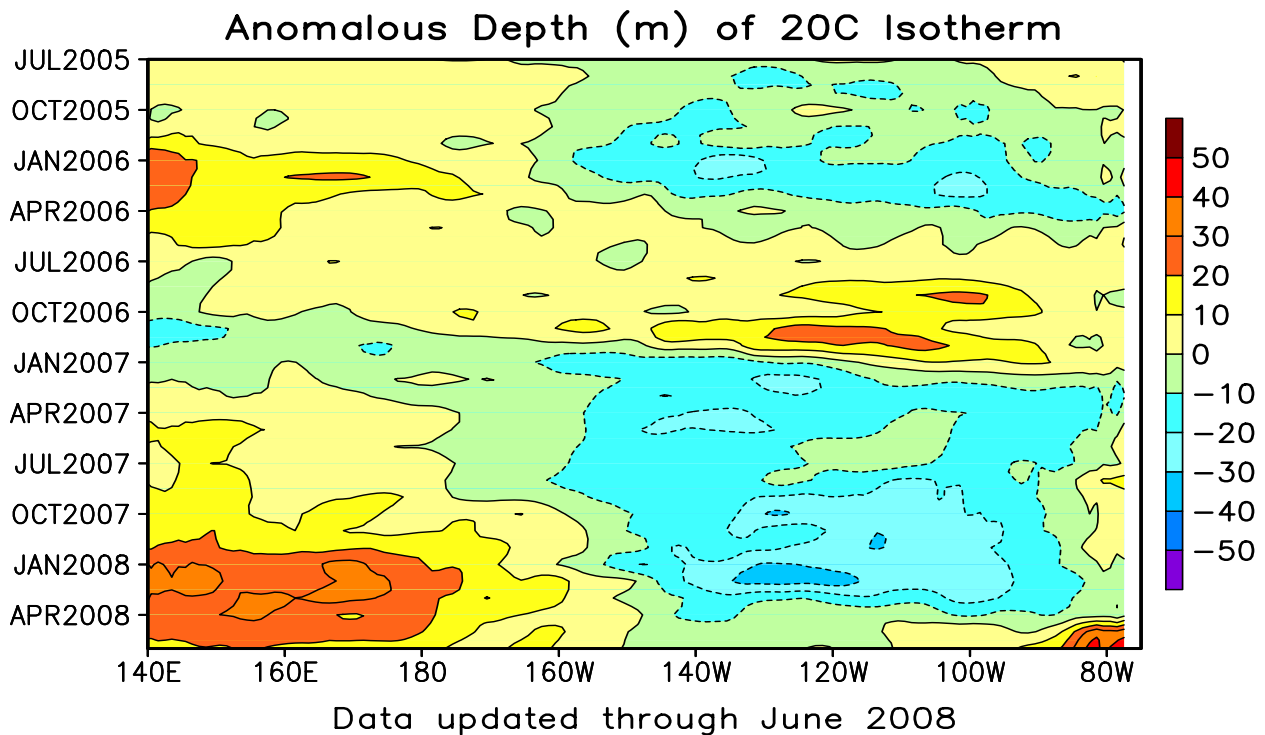 Anomalous Depth (m) of 20C Isotherm
JUL2005
OCT2005
JAN2006
APR2006
JUL2006
OCT2006
JAN2007
APR2007
JUL2007
OCT2007
JAN2008
APR2008
140E 160E 180 160W 140W 120W 100W 80W
50
40
30
20
10
0
−10
−20
−30
−40
−50
Data updated through June 2008